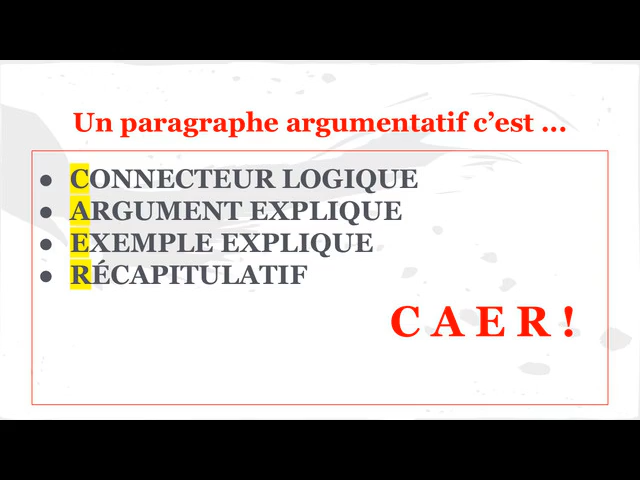 Un paragraphe argumentatif c’est ...
● CONNECTEUR LOGIQUE
● ARGUMENT EXPLIQUE
● EXEMPLE EXPLIQUE
● RÉCAPITULATIF
C A E R !